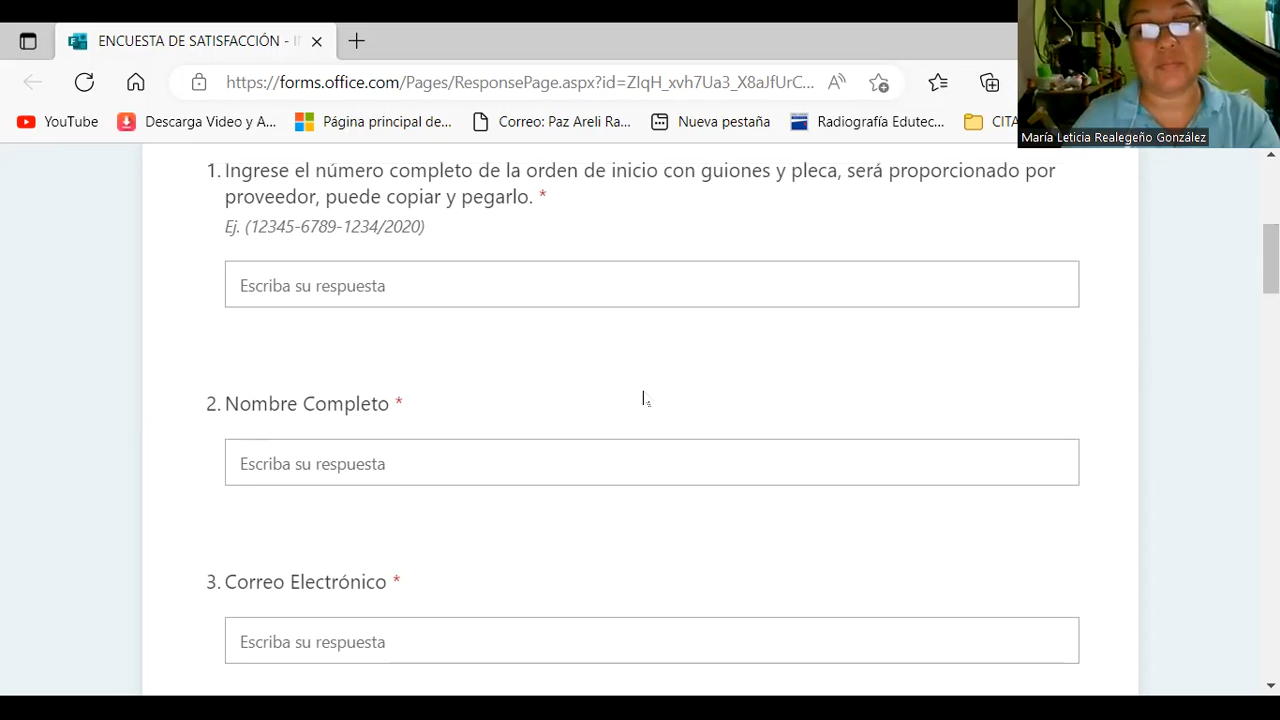 ENCUESTA DE SATISFACCIÓN - I
https://forms.office.com/Pages/ResponsePage.aspx?id=ZIqH_xvh7Ua3_X8aJfUrC...
YouTube
Descarga Video y A...
Página principal de...
Correo: Paz Areli Ra...
Nueva pestaña
Radiografía Edutec...
CITA
María Leticia Realegeño González
1. Ingrese el número completo de la orden de inicio con guiones y pleca, será proporcionado por
proveedor, puede copiar y pegarlo. *
Ej. (12345-6789-1234/2020)
Escriba su respuesta
2. Nombre Completo *
Escriba su respuesta
3. Correo Electrónico *
Escriba su respuesta